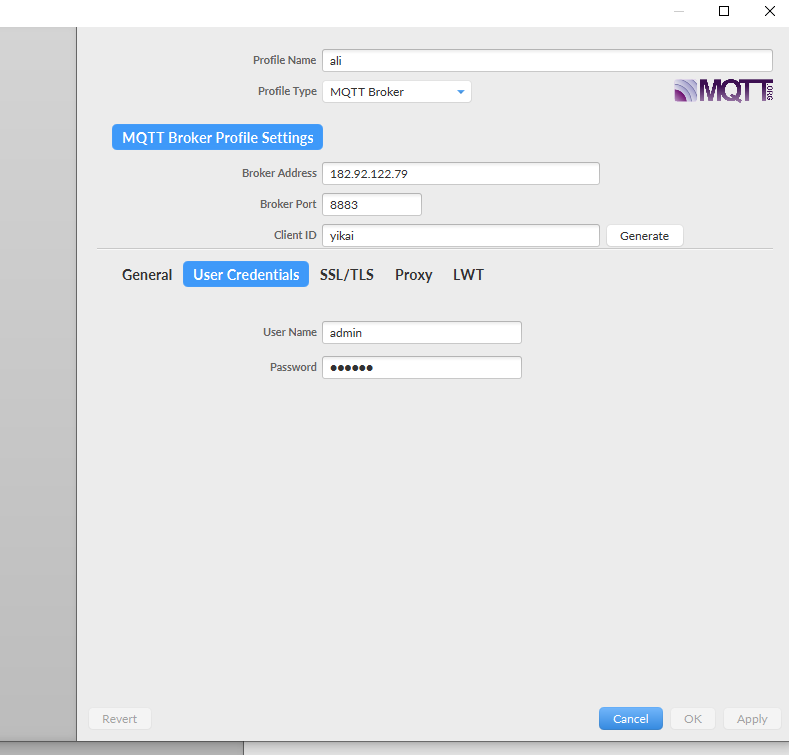 Profile Name ali
Profile Type MQTT Broker
MQTT.ORG
MQTT Broker Profile Settings
Broker Address 182.92.122.79
Broker Port 8883
Client ID yikai Generate
General User Credentials SSL/TLS Proxy LWT
User Name admin
Password ●●●●●●
Revert Cancel OK Apply